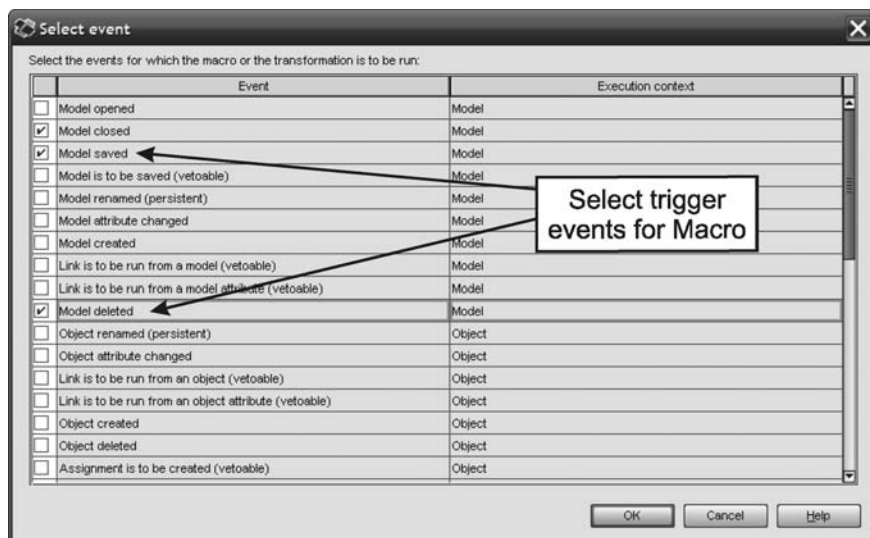 Select event
Select the events for which the macro or the transformation is to be run:
Event Execution context
Model opened Model
Model closed Model
Model saved Model
Model is to be saved (vetoable) Model
Model renamed (persistent) Model
Model attribute changed Model
Model created Model
Link is to be run from a model (vetoable) Model
Link is to be run from a model attribute (vetoable) Model
Model deleted Model
Object renamed (persistent) Object
Object attribute changed Object
Link is to be run from an object (vetoable) Object
Link is to be run from an object attribute (vetoable) Object
Object created Object
Object deleted Object
Assignment is to be created (vetoable) Object
Select trigger
events for Macro
OK Cancel Help